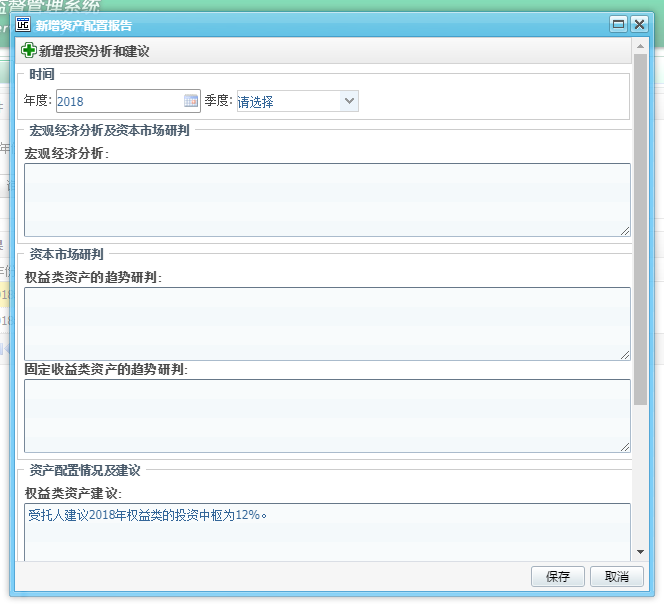 监督管理系统
新增资产配置报告
新增投资分析和建议
时间
年度: 2018 季度: 请选择
宏观经济分析及资本市场研判
宏观经济分析:
资本市场研判
权益类资产的趋势研判:
固定收益类资产的趋势研判:
资产配置情况及建议
权益类资产建议:
受托人建议2018年权益类的投资中枢为12%。
保存 取消